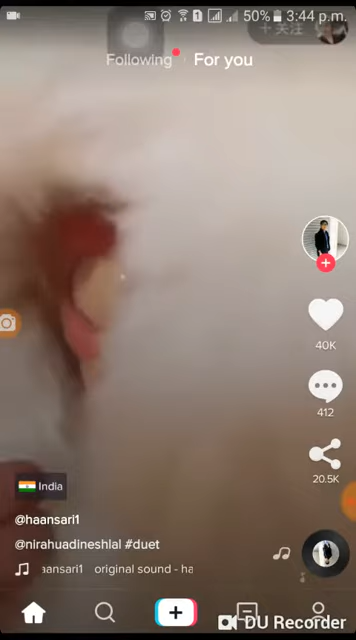 50% 3:44 p.m.
+ 关注
Following For you
40K
412
20.5K
India
@haansari1
@nirahuadineshlal #duet
aansari1 original sound - ha
DU Recorder